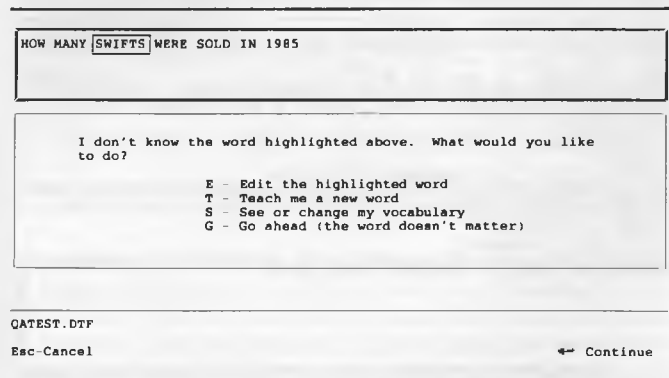 HOW MANY SWIFTS WERE SOLD IN 1985
I don't know the word highlighted above. What would you like
to do?
E - Edit the highlighted word
T - Teach me a new word
S - See or change my vocabulary
G - Go ahead (the word doesn't matter)
QATEST.DTF
Esc-Cancel ↵ Continue